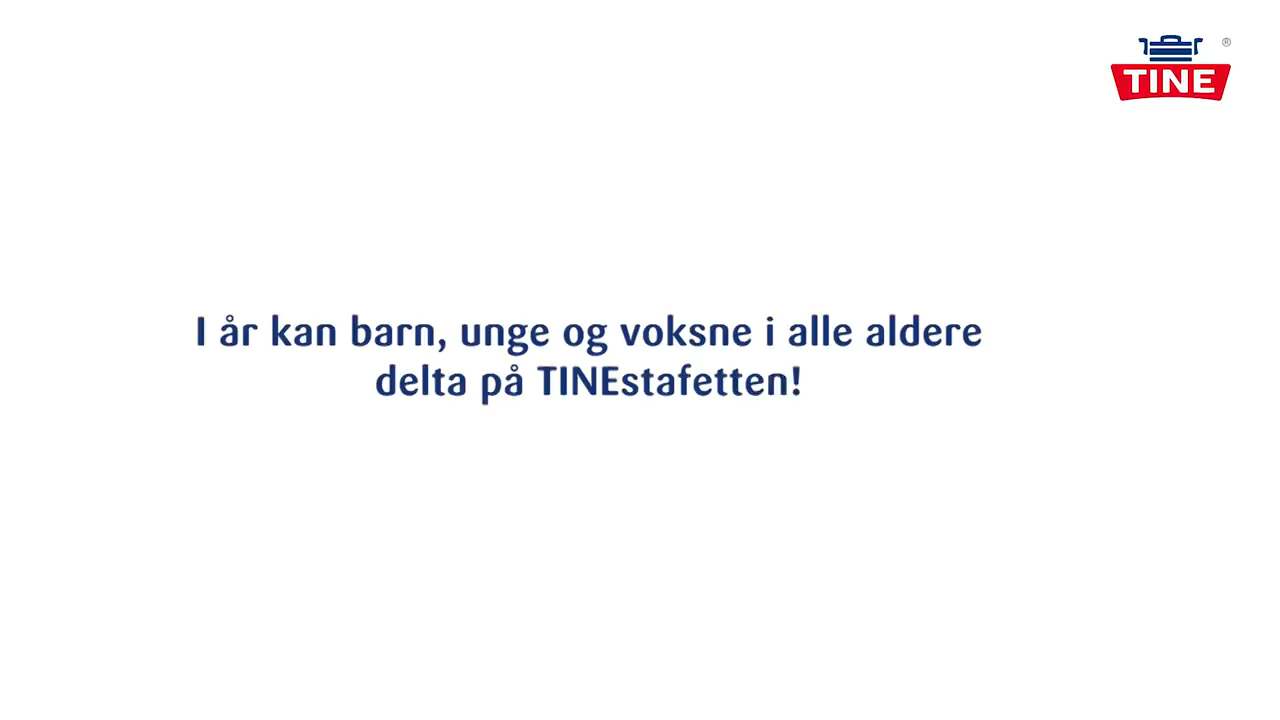 TINE ®
I år kan barn, unge og voksne i alle aldere
delta på TINEstafetten!